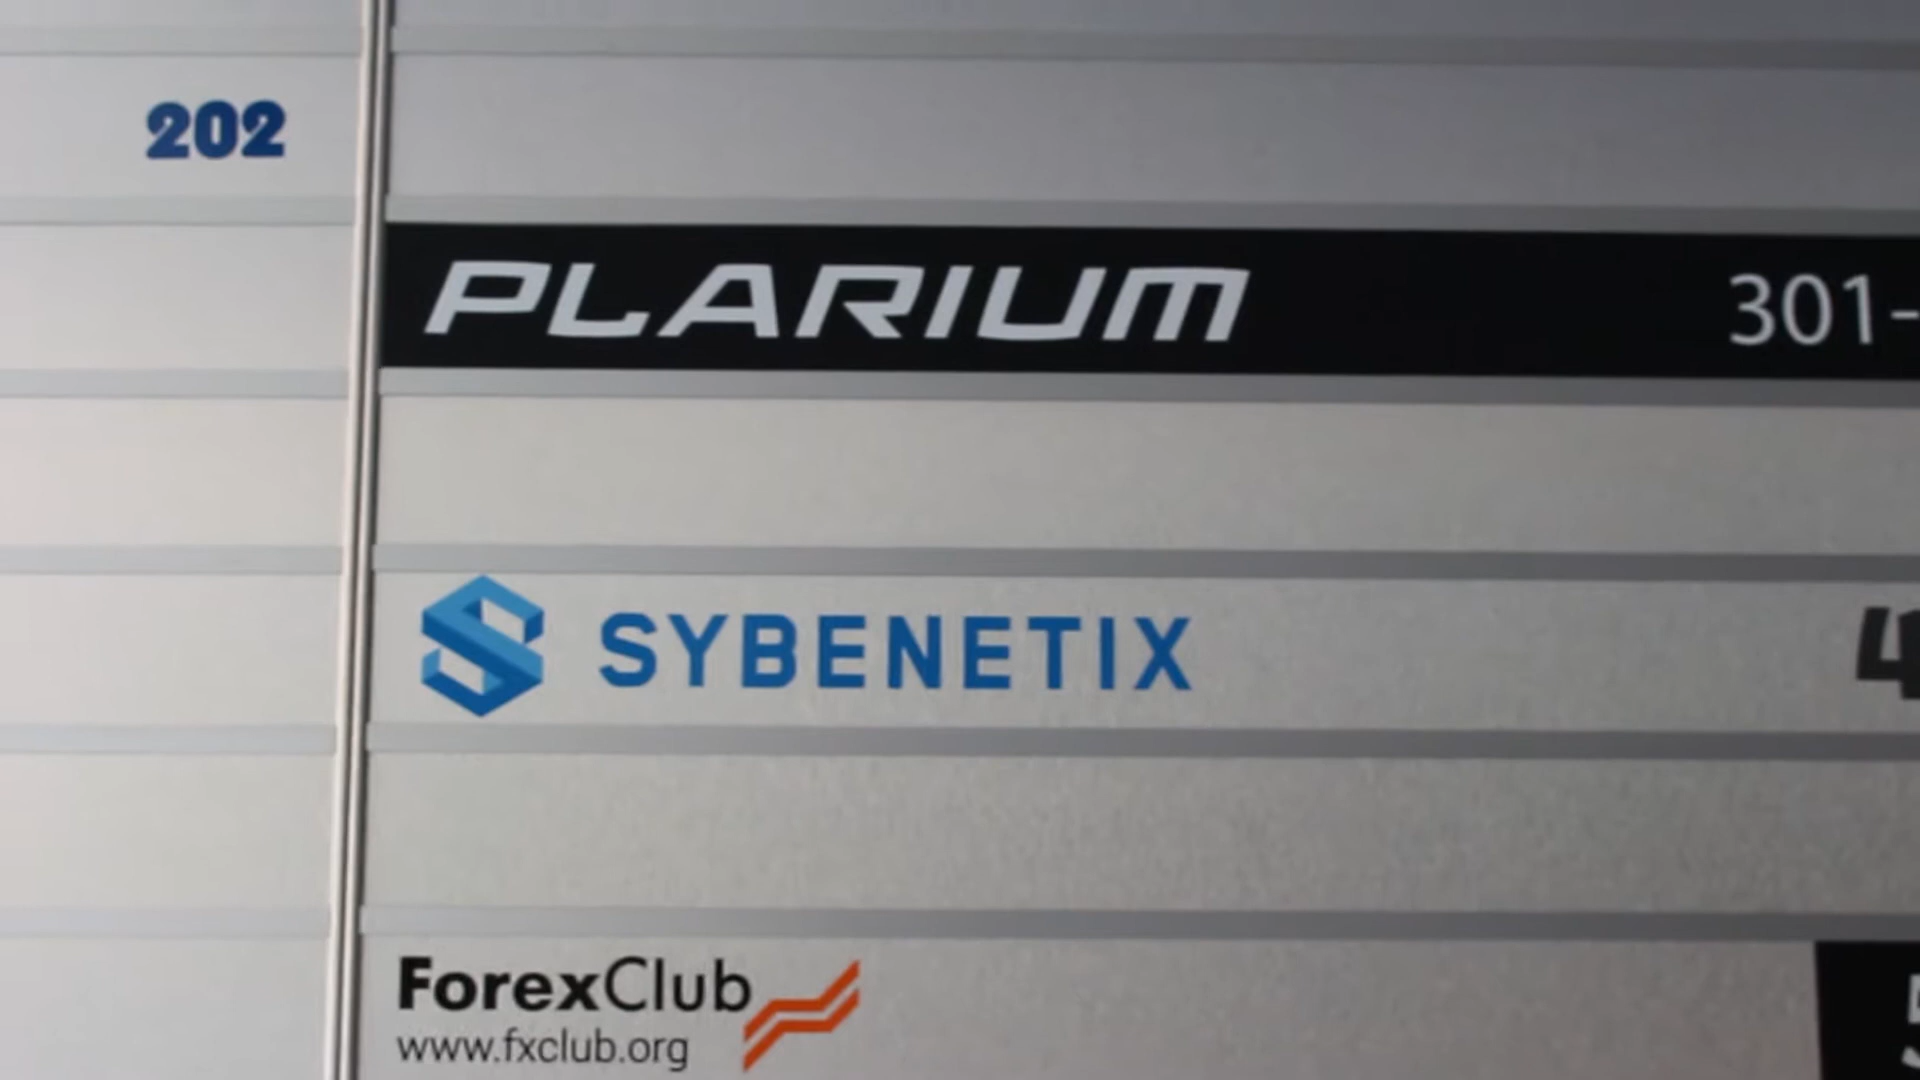 202
PLARIUM 301-
SYBENETIX
ForexClub
www.fxclub.org